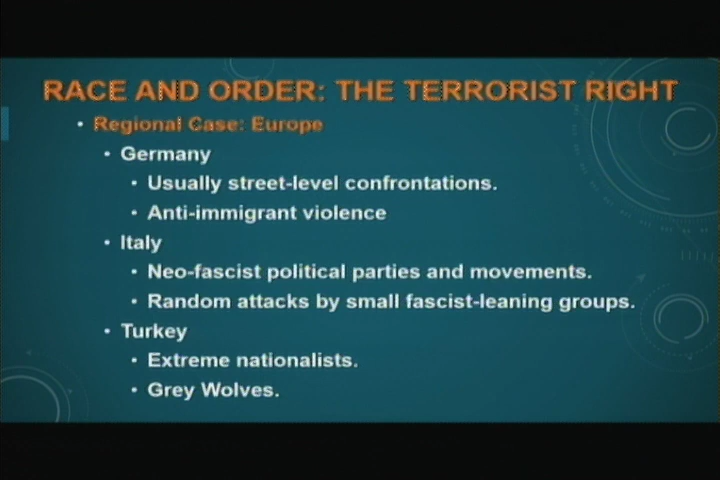 RACE AND ORDER: THE TERRORIST RIGHT
• Regional Case: Europe
• Germany
• Usually street-level confrontations.
• Anti-immigrant violence
• Italy
• Neo-fascist political parties and movements.
• Random attacks by small fascist-leaning groups.
• Turkey
• Extreme nationalists.
• Grey Wolves.